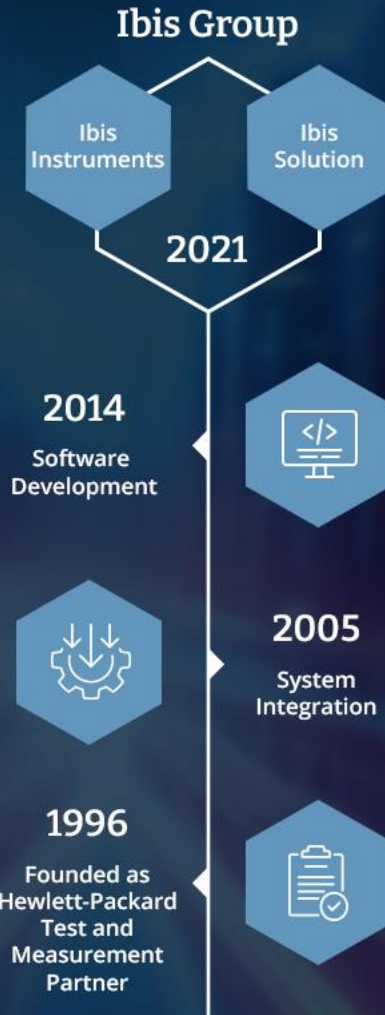 Ibis Group
Ibis
Instruments
Ibis
Solution
2021
2014
Software
Development
</>
2005
System
Integration
1996
Founded as
Hewlett-Packard
Test and
Measurement
Partner